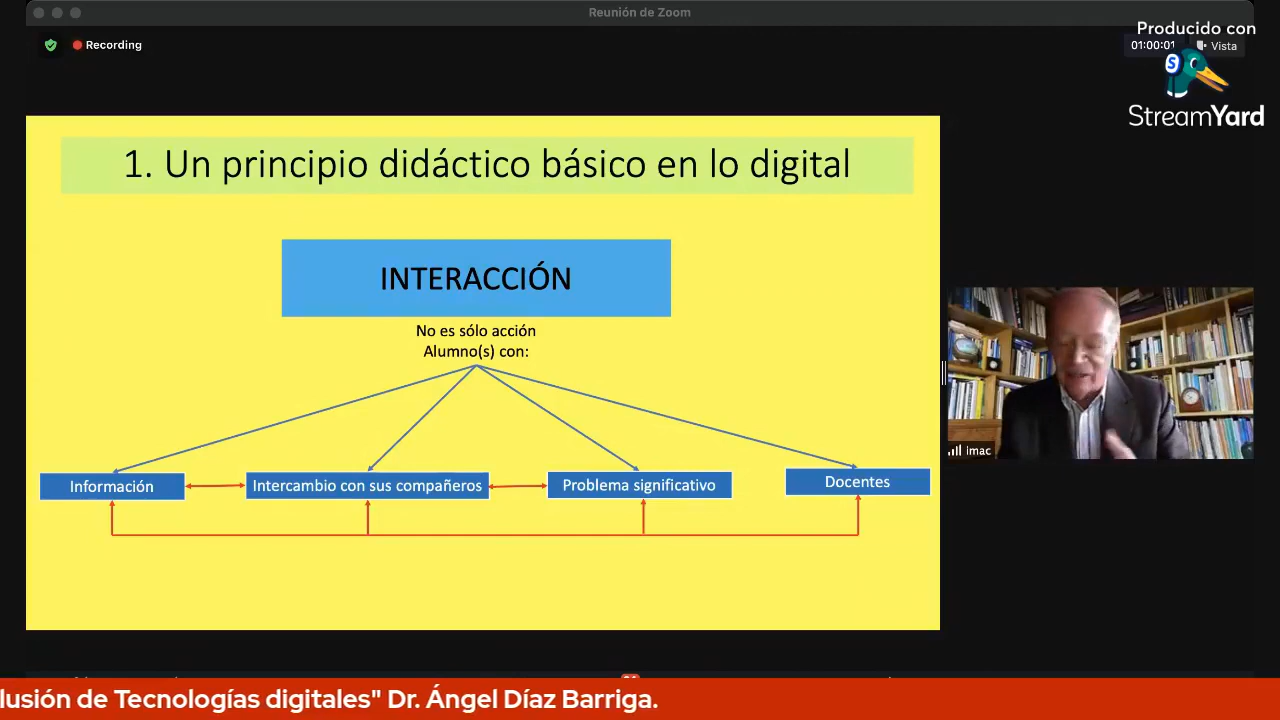 Reunión de Zoom
Recording
Producido con
01:00:01
Vista
S
StreamYard
1. Un principio didáctico básico en lo digital
INTERACCIÓN
No es sólo acción
Alumno(s) con:
Información
Intercambio con sus compañeros
Problema significativo
Docentes
imac
lusión de Tecnologías digitales" Dr. Ángel Díaz Barriga.